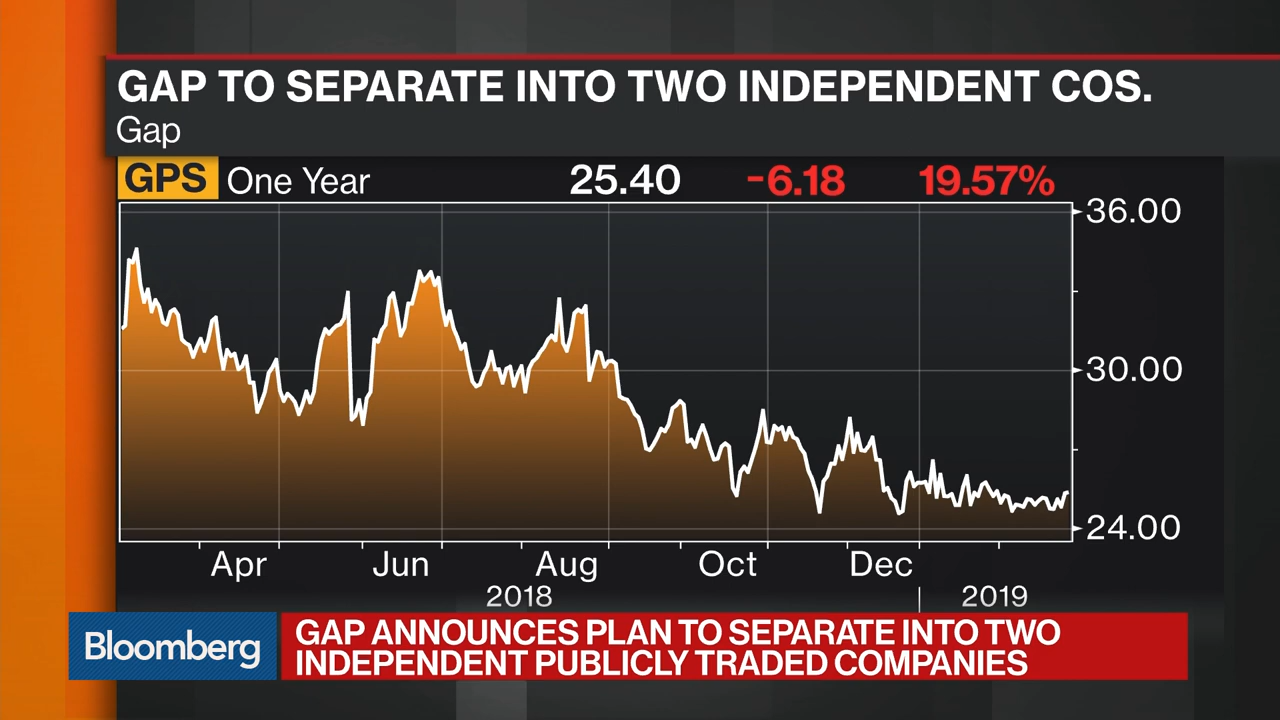 GAP TO SEPARATE INTO TWO INDEPENDENT COS.
Gap
GPS One Year 25.40 -6.18 19.57%
36.00
30.00
24.00
Apr Jun Aug Oct Dec
2018 2019
Bloomberg
GAP ANNOUNCES PLAN TO SEPARATE INTO TWO
INDEPENDENT PUBLICLY TRADED COMPANIES